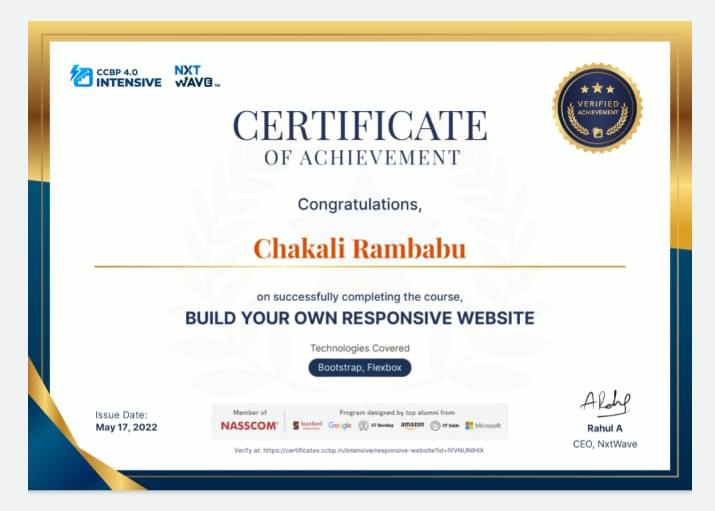 CCBP 4.0
INTENSIVE
NXT
WAVE™
VERIFIED
ACHIEVEMENT
CERTIFICATE
OF ACHIEVEMENT
Congratulations,
Chakali Rambabu
on successfully completing the course,
BUILD YOUR OWN RESPONSIVE WEBSITE
Technologies Covered
Bootstrap, Flexbox
Issue Date:
May 17, 2022
Member of
NASSCOM
Program designed by top alumni from
Stanford Google IIT Bombay amazon IIT Delhi Microsoft
Rahul A
CEO, NxtWave
Verify at: https://certificates.ccbp.in/intensive/responsive-website?id=